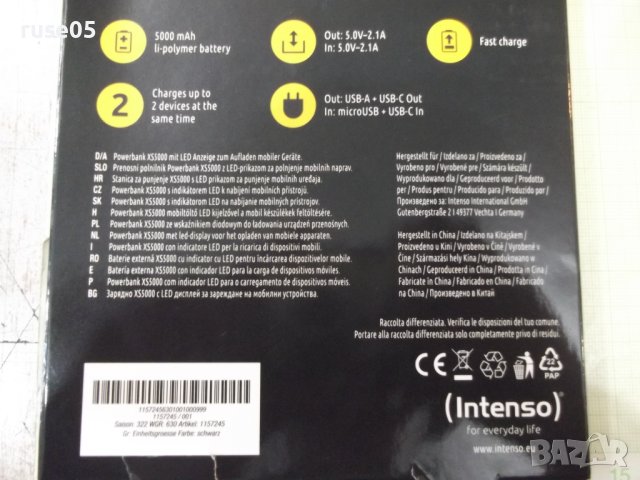 ruse05
5000 mAh
li-polymer battery
Out: 5.0V⎓2.1A
In: 5.0V⎓2.1A
Fast charge
2
Charges up to
2 devices at the
same time
Out: USB-A + USB-C Out
In: microUSB + USB-C In
D/A Powerbank XS5000 mit LED Anzeige zum Aufladen mobiler Geräte.
SLO Prenosni polnilnik Powerbank XS5000 z LED-prikazom za polnjenje mobilnih naprav.
HR Stanica za punjenje XS5000 s LED-prikazom za punjenje mobilnih uređaja.
CZ Powerbank XS5000 s indikátorem LED k nabíjení mobilních přístrojů.
SK Powerbank XS5000 s indikátorom LED na nabíjanie mobilných prístrojov.
H Powerbank XS5000 mobiltöltő LED kijelzővel a mobil készülékek feltöltésére.
PL Powerbank XS5000 ze wskaźnikiem diodowym do ładowania urządzeń przenośnych.
NL Powerbank XS5000 met led-display voor het opladen van mobiele apparaten.
I Powerbank XS5000 con indicatore LED per la ricarica di dispositivi mobili.
RO Baterie externă XS5000 cu indicator cu LED pentru încărcarea dispozitivelor mobile.
E Batería externa XS5000 con indicador LED para la carga de dispositivos móviles.
P Powerbank XS5000 com indicador LED para o carregamento de dispositivos móveis.
BG Зарядно XS5000 с LED дисплей за зареждане на мобилни устройства.
Hergestellt für / Izdelano za / Proizvedeno za /
Vyrobeno pro / Vyrobené pre / Számára készült /
Wyprodukowano dla / Geproduceerd voor / Prodotto
per / Produs pentru / Producido para / Produzido por /
Произведено за: Intenso International GmbH
Gutenbergstraße 2 I 49377 Vechta I Germany
Hergestellt in China / Izdelano na Kitajskem /
Proizvedeno u Kini / Vyrobeno v Číně / Vyrobené v
Číne / Származási hely Kína / Wyprodukowano w
Chinach / Geproduceerd in China / Prodotto in Cina /
Fabricat în China / Fabricado en China / Fabricado
na China / Произведено в Китай
Raccolta differenziata. Verifica le disposizioni del tuo comune.
Portare alla raccolta differenziata solo completamente privo di residui.
CE
22
PAP
11572456301001000999
1157245 / 001
Saison: 322 WGR: 630 Artikel: 1157245
Gr: Einheitsgroesse Farbe: schwarz
(Intenso)
for everyday life
www.intenso.eu
BAZAR
15